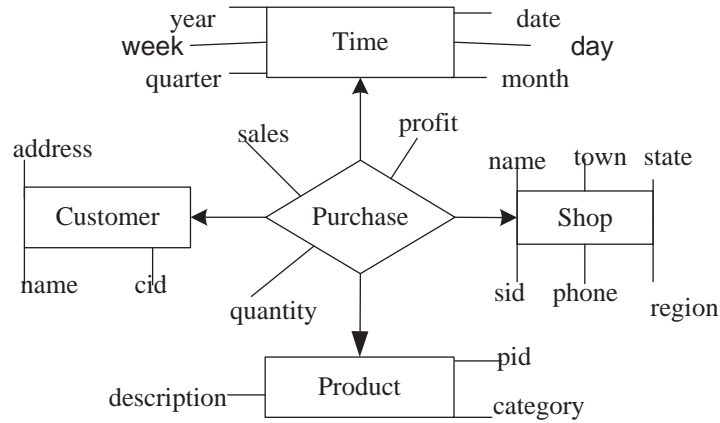 year
date
week
Time
day
quarter
month
sales
profit
address
name
town
state
Customer
Purchase
Shop
name
cid
sid
phone
region
quantity
pid
description
Product
category